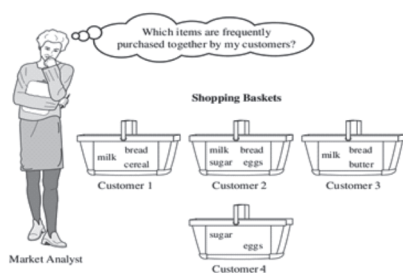 Which items are frequently
purchased together by my customers?
Shopping Baskets
milk bread
cereal
Customer 1
milk bread
sugar eggs
Customer 2
milk bread
butter
Customer 3
sugar
eggs
Customer 4
Market Analyst